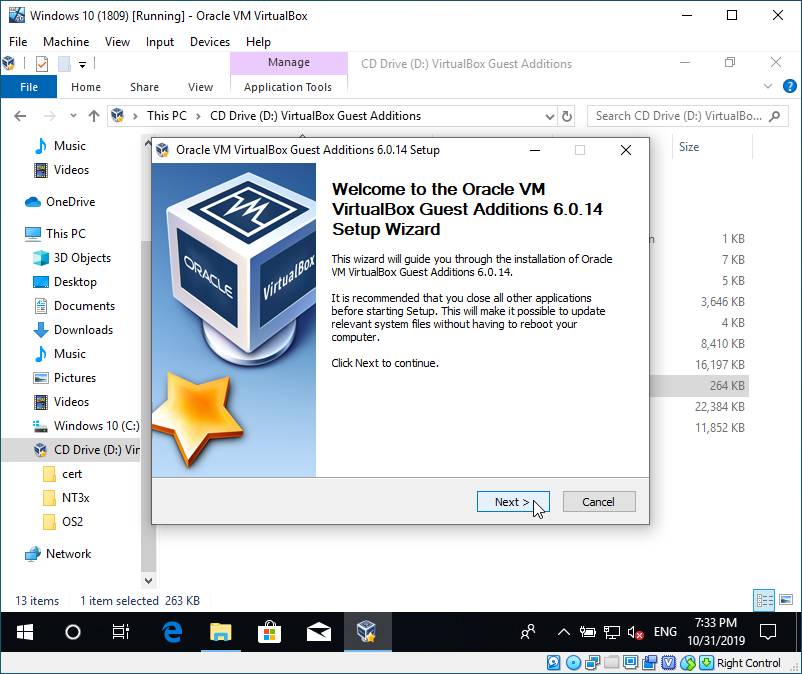 Windows 10 (1809) [Running] - Oracle VM VirtualBox
File Machine View Input Devices Help
Manage CD Drive (D:) VirtualBox Guest Additions
File Home Share View Application Tools
This PC CD Drive (D:) VirtualBox Guest Additions Search CD Drive (D:) VirtualBo...
Music
Videos
OneDrive
This PC
3D Objects
Desktop
Documents
Downloads
Music
Pictures
Videos
Windows 10 (C:)
CD Drive (D:) Vir
cert
NT3x
OS2
Network
Oracle VM VirtualBox Guest Additions 6.0.14 Setup
ORACLE
VirtualBox
Welcome to the Oracle VM
VirtualBox Guest Additions 6.0.14
Setup Wizard
This wizard will guide you through the installation of Oracle
VM VirtualBox Guest Additions 6.0.14.
It is recommended that you close all other applications
before starting Setup. This will make it possible to update
relevant system files without having to reboot your
computer.
Click Next to continue.
Next >
Cancel
Size
n 1 KB
7 KB
5 KB
3,646 KB
4 KB
8,410 KB
16,197 KB
264 KB
22,384 KB
11,852 KB
13 items 1 item selected 263 KB
ENG
7:33 PM
10/31/2019
Right Control